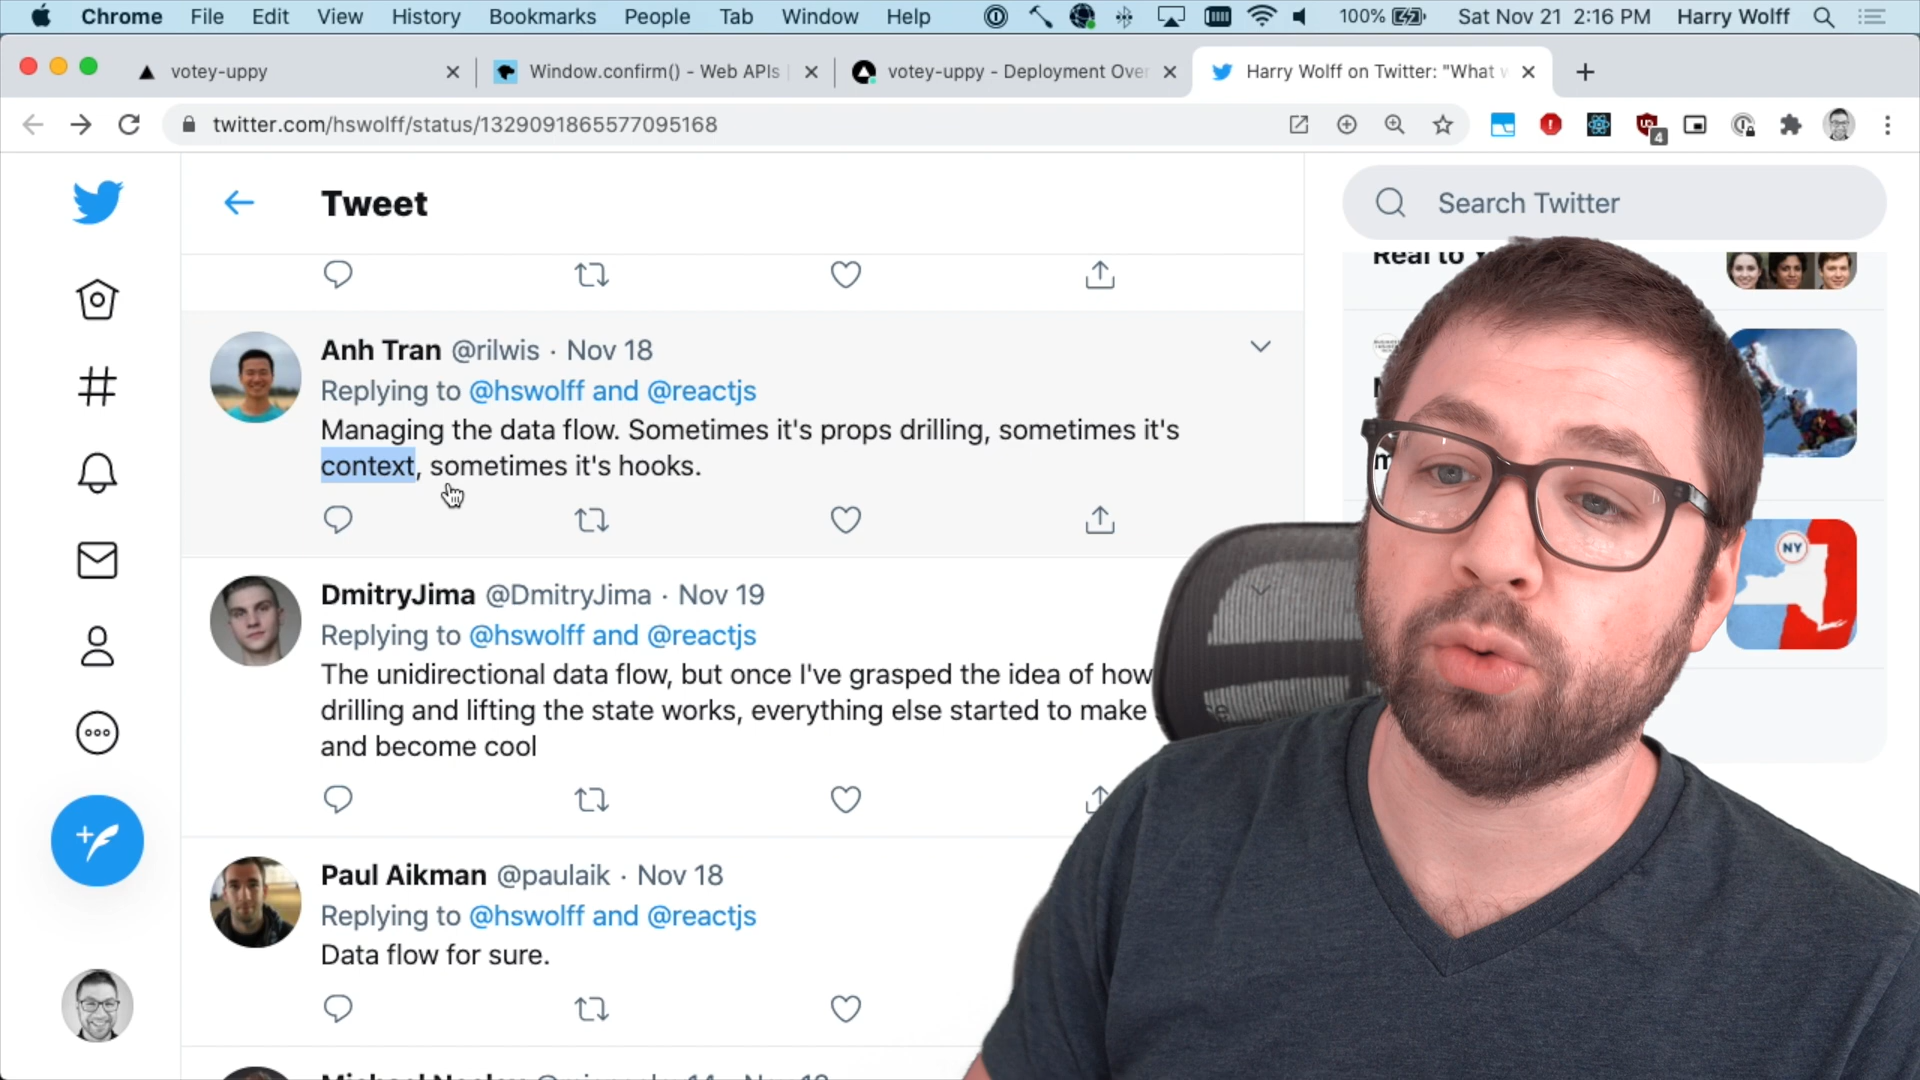 Chrome File Edit View History Bookmarks People Tab Window Help 100% Sat Nov 21 2:16 PM Harry Wolff
votey-uppy Window.confirm() - Web APIs votey-uppy - Deployment Over Harry Wolff on Twitter: "What w
twitter.com/hswolff/status/1329091865577095168
4
Tweet
Search Twitter
Real to
Anh Tran @rilwis · Nov 18
Replying to @hswolff and @reactjs
Managing the data flow. Sometimes it's props drilling, sometimes it's
context, sometimes it's hooks.
NY
DmitryJima @DmitryJima · Nov 19
Replying to @hswolff and @reactjs
The unidirectional data flow, but once I've grasped the idea of how
drilling and lifting the state works, everything else started to make
and become cool
Paul Aikman @paulaik · Nov 18
Replying to @hswolff and @reactjs
Data flow for sure.